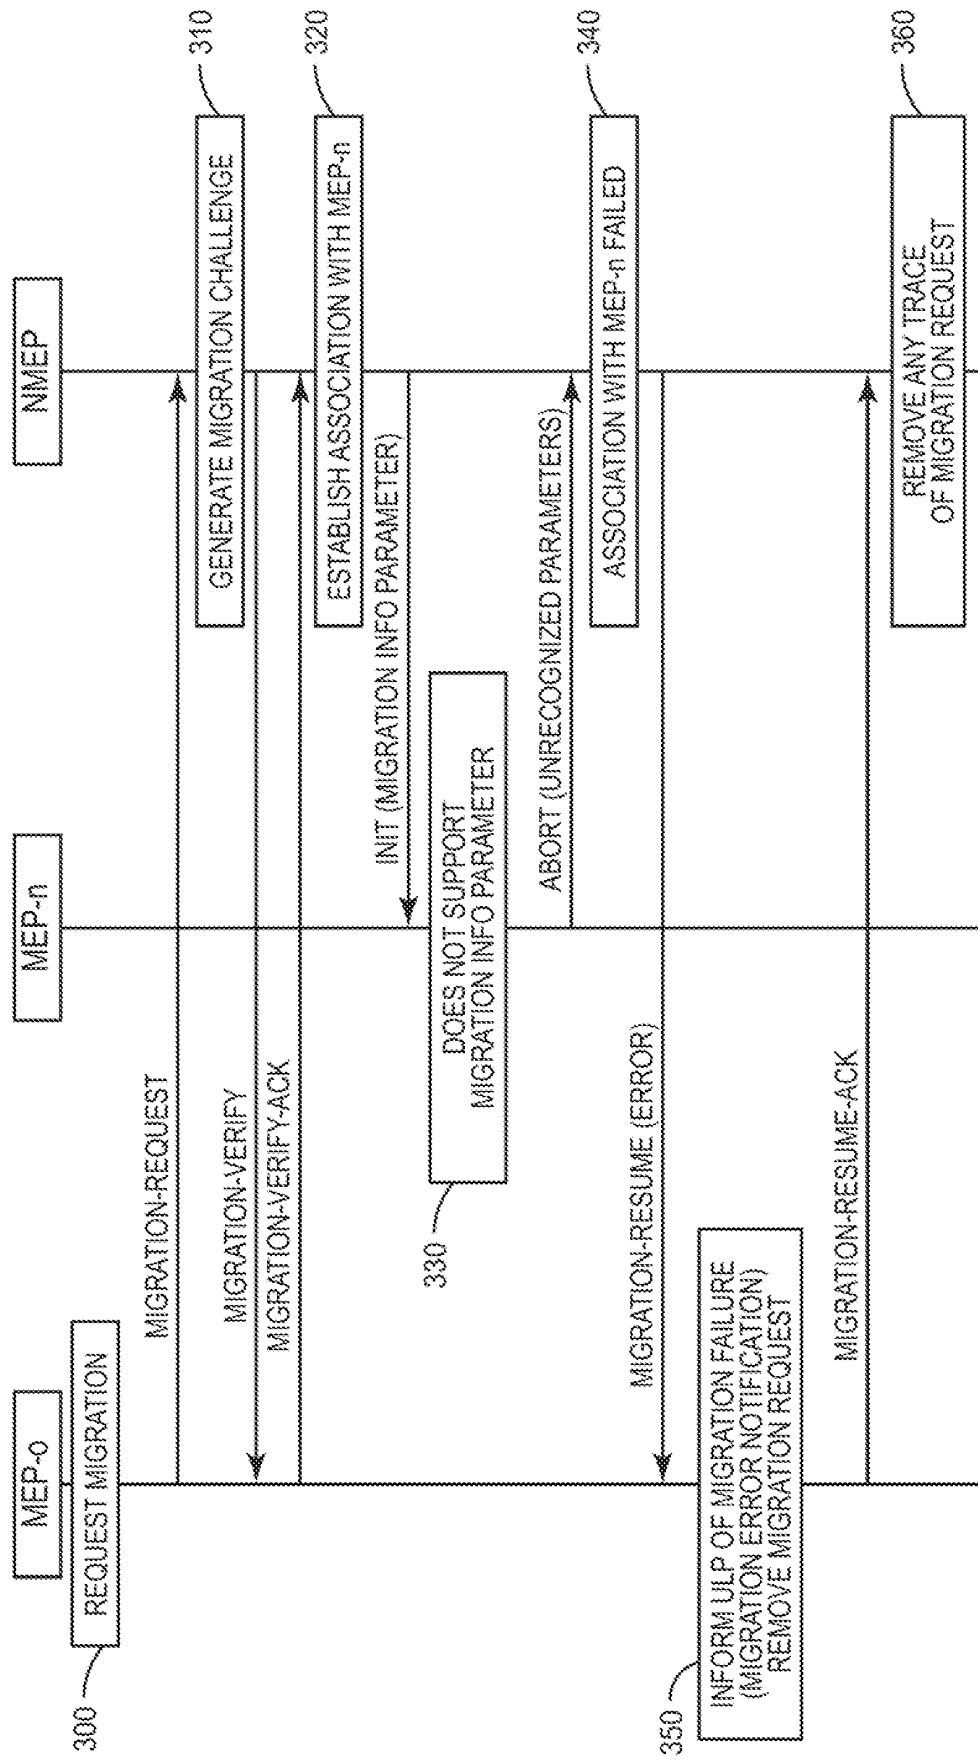 MEP-o
MEP-n
NMEP
REQUEST MIGRATION
300
MIGRATION-REQUEST
GENERATE MIGRATION CHALLENGE
310
MIGRATION-VERIFY
MIGRATION-VERIFY-ACK
ESTABLISH ASSOCIATION WITH MEP-n
320
INIT (MIGRATION INFO PARAMETER)
DOES NOT SUPPORT
MIGRATION INFO PARAMETER
330
ABORT (UNRECOGNIZED PARAMETERS)
ASSOCIATION WITH MEP-n FAILED
340
MIGRATION-RESUME (ERROR)
INFORM ULP OF MIGRATION FAILURE
(MIGRATION ERROR NOTIFICATION)
REMOVE MIGRATION REQUEST
350
MIGRATION-RESUME-ACK
REMOVE ANY TRACE
OF MIGRATION REQUEST
360